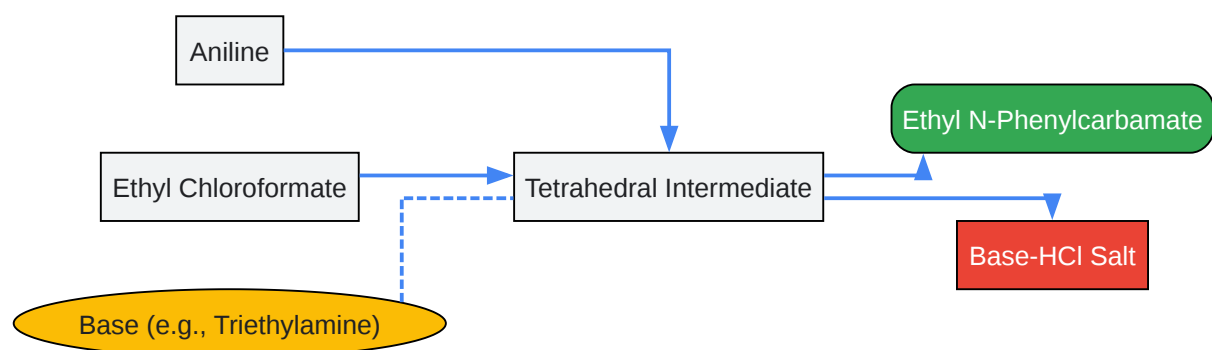 Aniline
Ethyl N-Phenylcarbamate
Ethyl Chloroformate
Tetrahedral Intermediate
Base-HCl Salt
Base (e.g., Triethylamine)